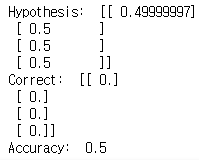 Hypothesis:  [[ 0.49999997]
 [ 0.5       ]
 [ 0.5       ]
 [ 0.5       ]]
Correct:  [[ 0.]
 [ 0.]
 [ 0.]
 [ 0.]]
Accuracy:  0.5